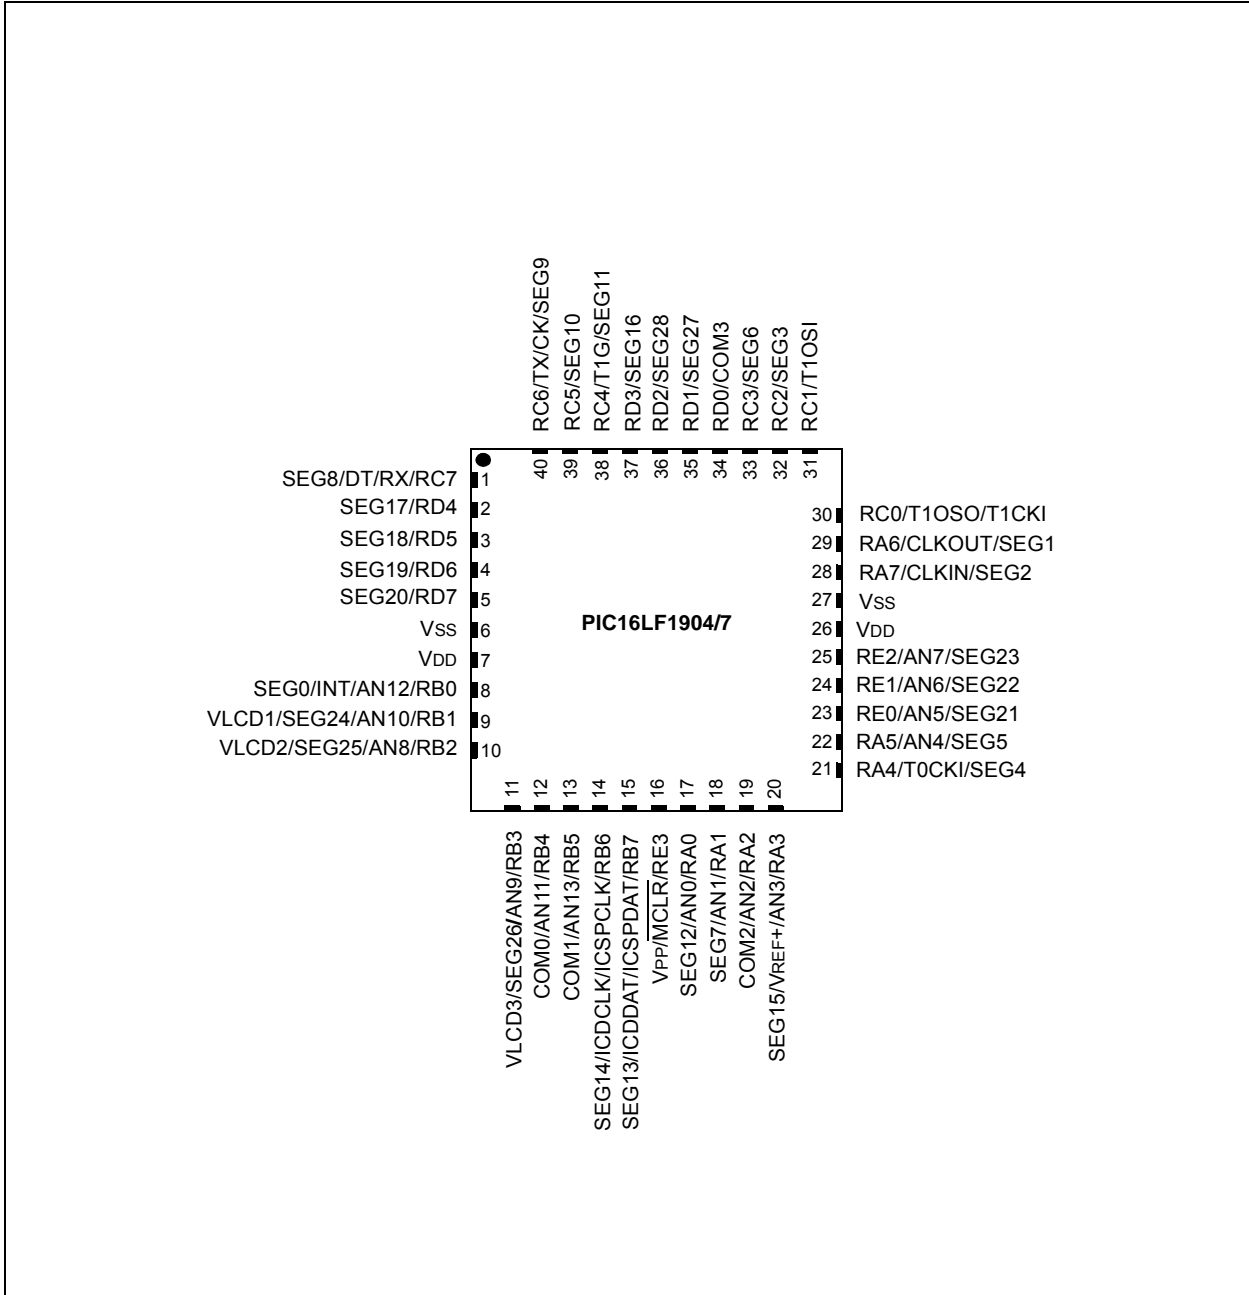 RC6/TX/CK/SEG9
RC5/SEG10
RC4/T1G/SEG11
RD3/SEG16
RD2/SEG28
RD1/SEG27
RD0/COM3
RC3/SEG6
RC2/SEG3
RC1/T1OSI
40
39
38
37
36
35
34
33
32
31
SEG8/DT/RX/RC7 1
SEG17/RD4 2
SEG18/RD5 3
SEG19/RD6 4
SEG20/RD7 5
VSS 6
VDD 7
SEG0/INT/AN12/RB0 8
VLCD1/SEG24/AN10/RB1 9
VLCD2/SEG25/AN8/RB2 10
PIC16LF1904/7
30 RC0/T1OSO/T1CKI
29 RA6/CLKOUT/SEG1
28 RA7/CLKIN/SEG2
27 VSS
26 VDD
25 RE2/AN7/SEG23
24 RE1/AN6/SEG22
23 RE0/AN5/SEG21
22 RA5/AN4/SEG5
21 RA4/T0CKI/SEG4
11
12
13
14
15
16
17
18
19
20
VLCD3/SEG26/AN9/RB3
COM0/AN11/RB4
COM1/AN13/RB5
SEG14/ICDCLK/ICSPCLK/RB6
SEG13/ICDDAT/ICSPDAT/RB7
VPP/MCLR/RE3
SEG12/AN0/RA0
SEG7/AN1/RA1
COM2/AN2/RA2
SEG15/VREF+/AN3/RA3